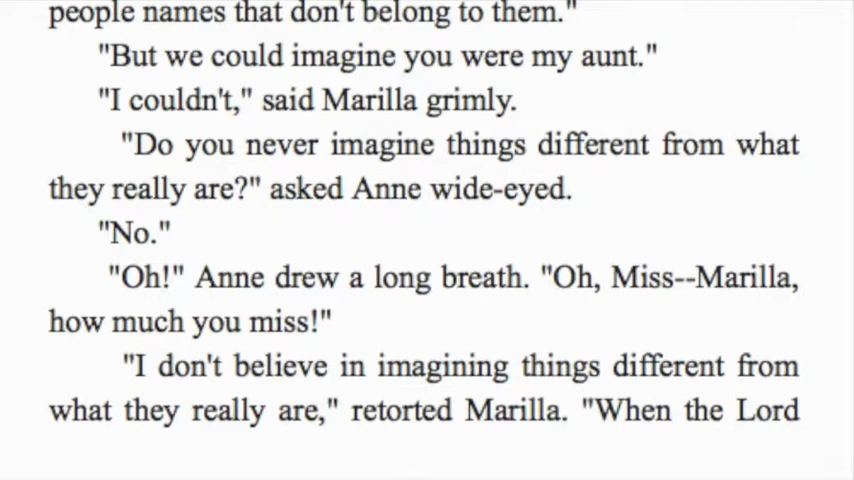 people names that don't belong to them."
"But we could imagine you were my aunt."
"I couldn't," said Marilla grimly.
"Do you never imagine things different from what
they really are?" asked Anne wide-eyed.
"No."
"Oh!" Anne drew a long breath. "Oh, Miss--Marilla,
how much you miss!"
"I don't believe in imagining things different from
what they really are," retorted Marilla. "When the Lord